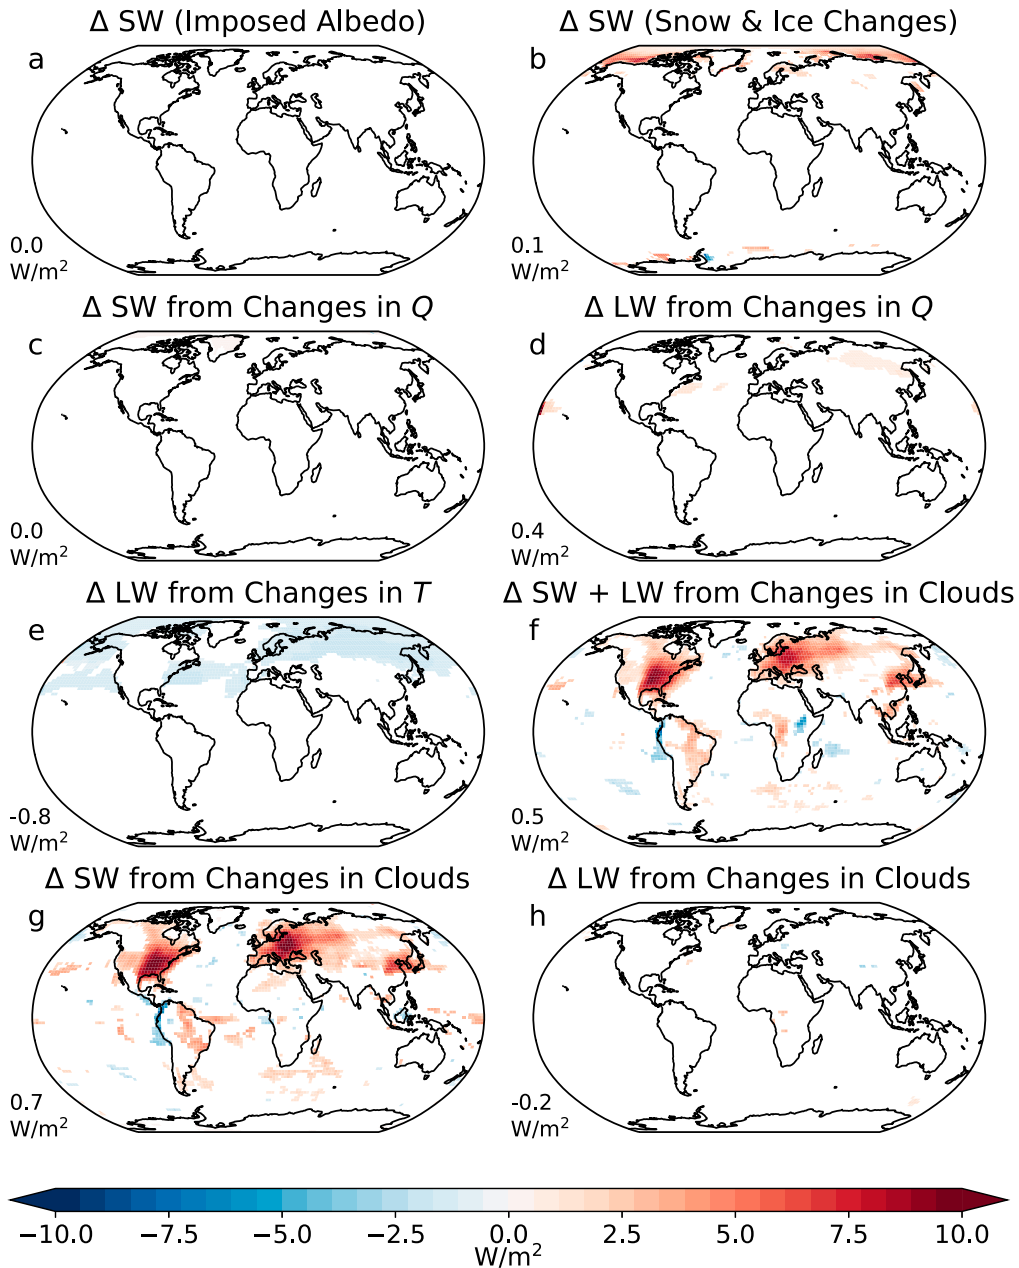 Δ SW (Imposed Albedo)
a
0.0
W/m²
Δ SW (Snow & Ice Changes)
b
0.1
W/m²
Δ SW from Changes in Q
c
0.0
W/m²
Δ LW from Changes in Q
d
0.4
W/m²
Δ LW from Changes in T
e
-0.8
W/m²
Δ SW + LW from Changes in Clouds
f
0.5
W/m²
Δ SW from Changes in Clouds
g
0.7
W/m²
Δ LW from Changes in Clouds
h
-0.2
W/m²
−10.0 −7.5 −5.0 −2.5 0.0 2.5 5.0 7.5 10.0
W/m²